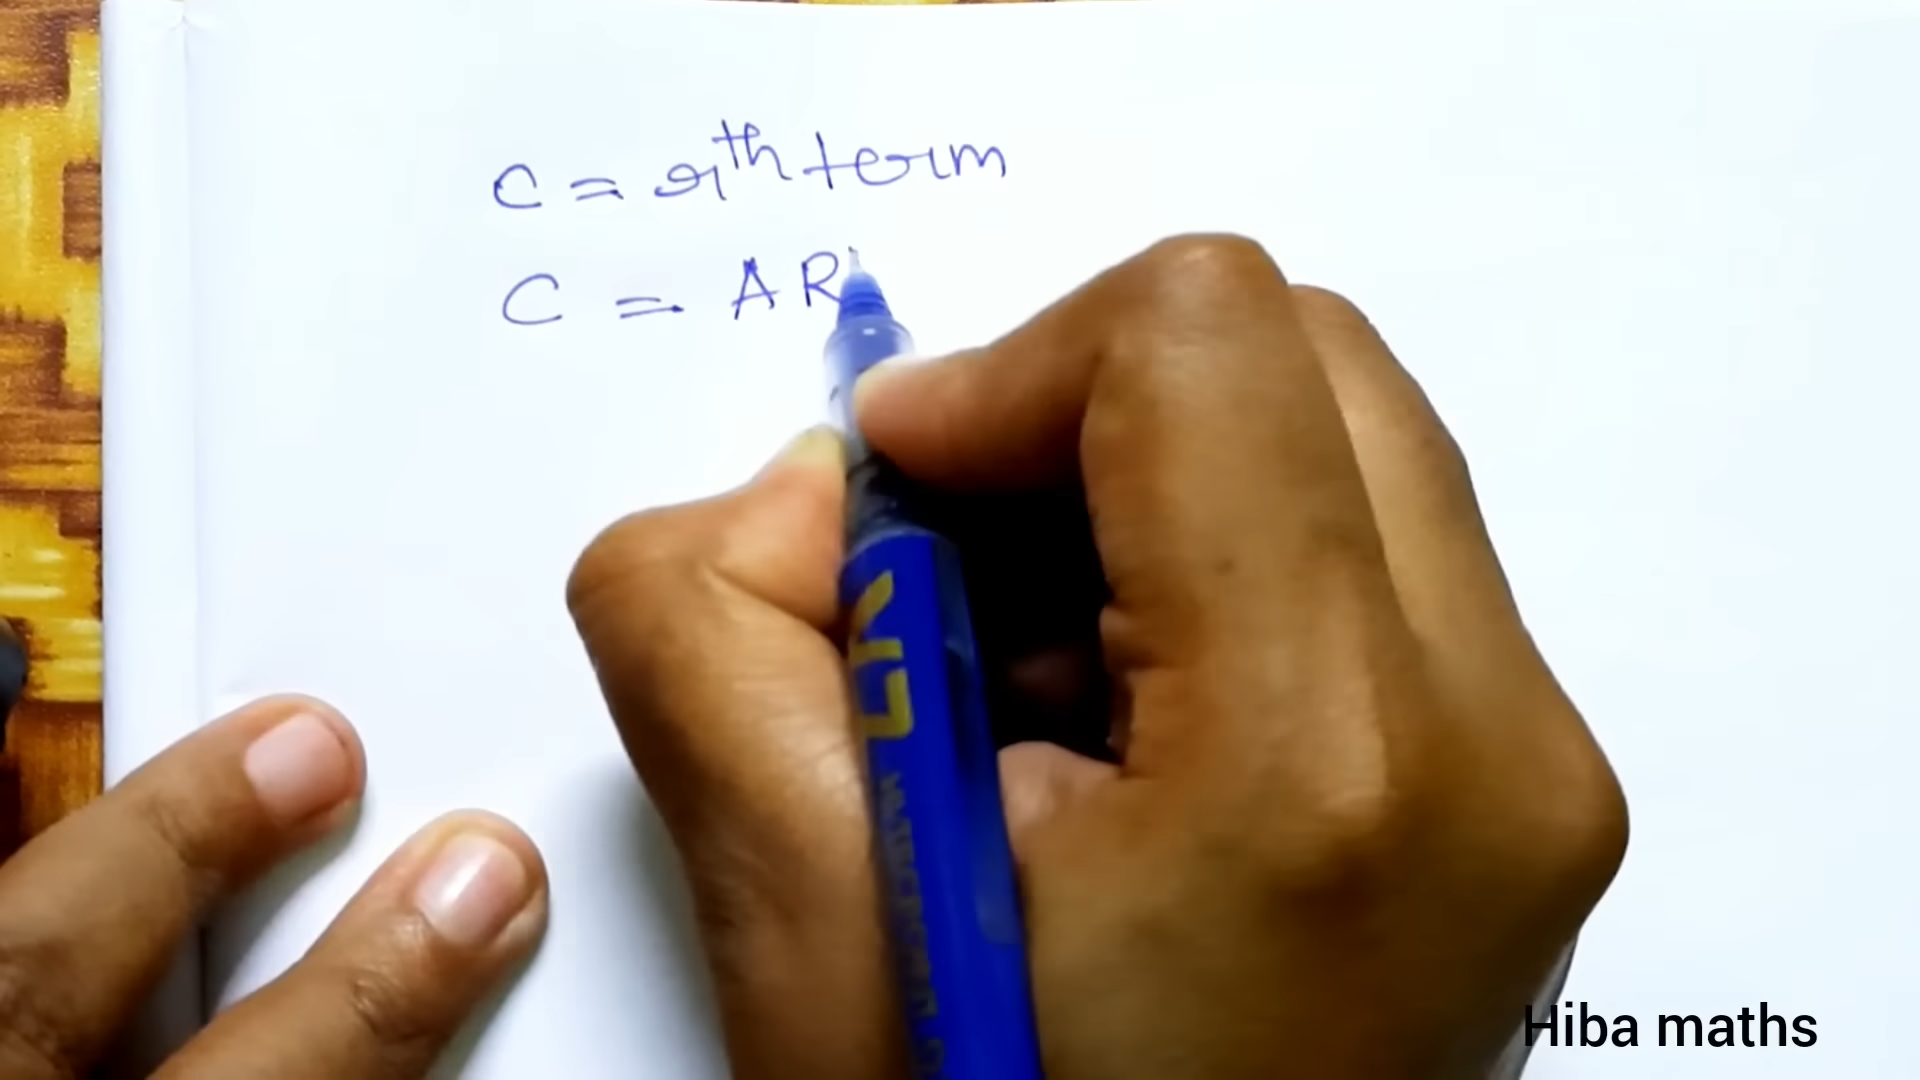 C = rth term
C = AR
Hiba maths